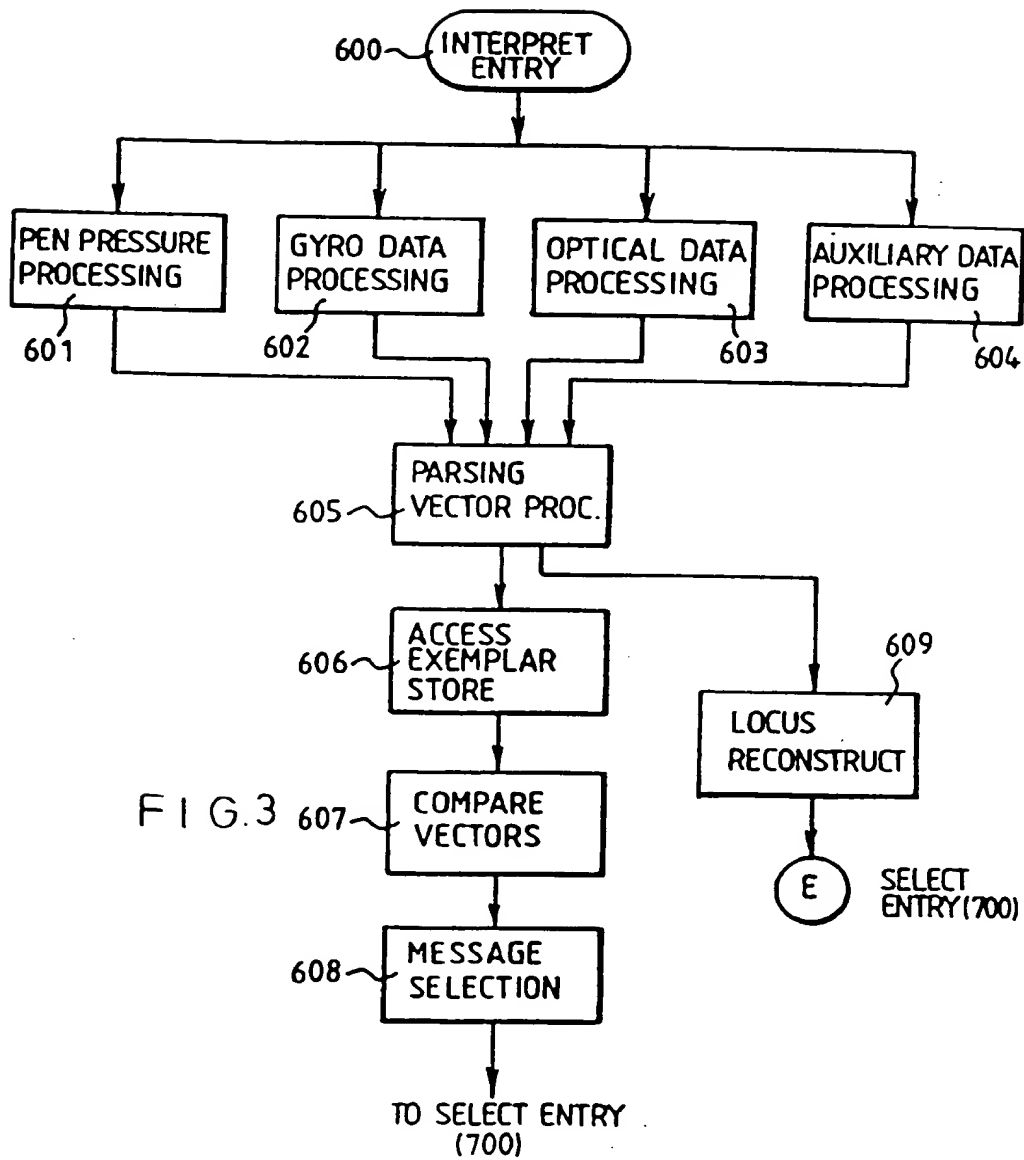 600
INTERPRET
ENTRY
PEN PRESSURE
PROCESSING
601
GYRO DATA
PROCESSING
602
OPTICAL DATA
PROCESSING
603
AUXILIARY DATA
PROCESSING
604
605
PARSING
VECTOR PROC.
606
ACCESS
EXEMPLAR
STORE
609
LOCUS
RECONSTRUCT
FIG.3
607
COMPARE
VECTORS
E
SELECT
ENTRY(700)
608
MESSAGE
SELECTION
TO SELECT ENTRY
(700)